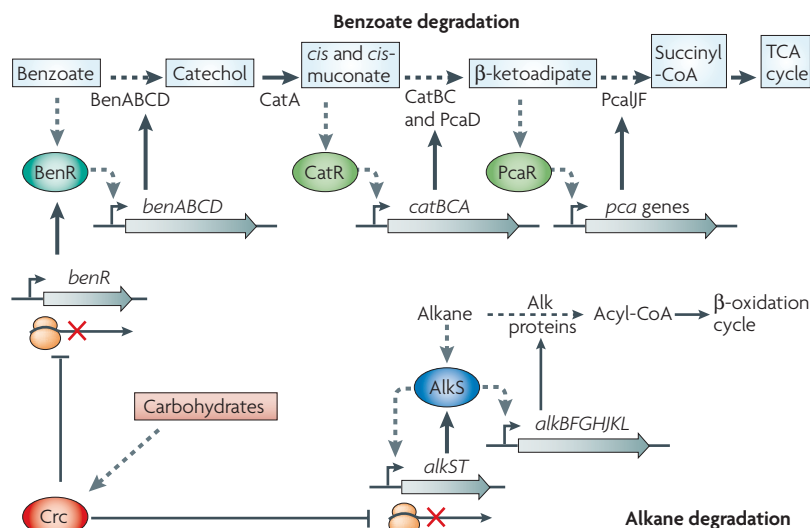 Benzoate degradation
Benzoate
Catechol
cis and cis-
muconate
β-ketoadipate
Succinyl
-CoA
TCA
cycle
BenABCD
CatA
CatBC
and PcaD
PcaIJF
BenR
CatR
PcaR
benABCD
catBCA
pca genes
benR
Alkane
Alk
proteins
Acyl-CoA
β-oxidation
cycle
AlkS
Carbohydrates
alkBFGHJKL
alkST
Crc
Alkane degradation